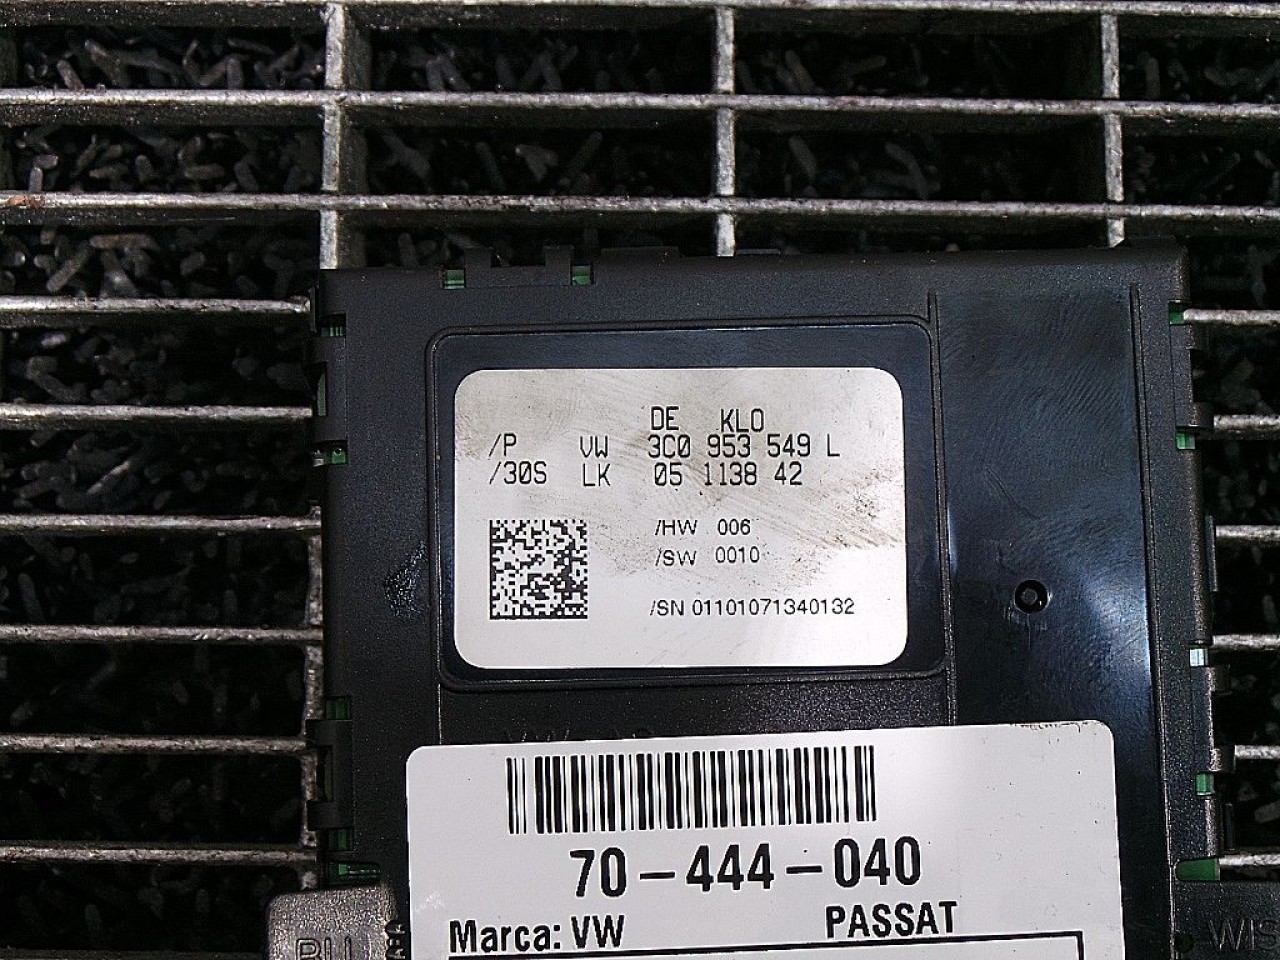 DE KLO
/P VW 3C0 953 549 L
/30S LK 05 1138 42
/HW 006
/SW 0010
/SN 01101071340132
70-444-040
Marca: VW PASSAT